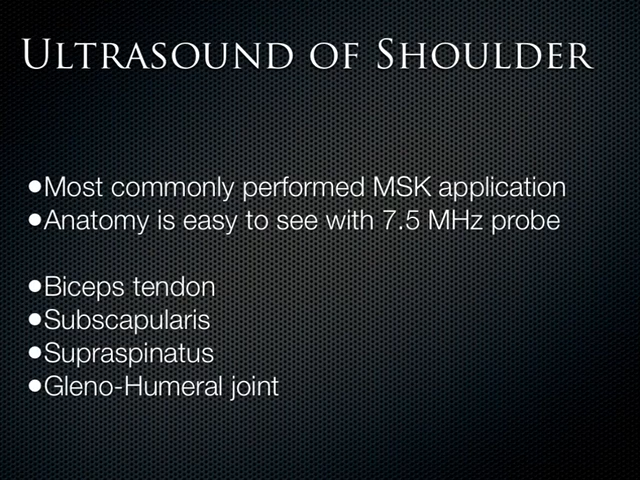 Ultrasound of Shoulder
•Most commonly performed MSK application
•Anatomy is easy to see with 7.5 MHz probe
•Biceps tendon
•Subscapularis
•Supraspinatus
•Gleno-Humeral joint